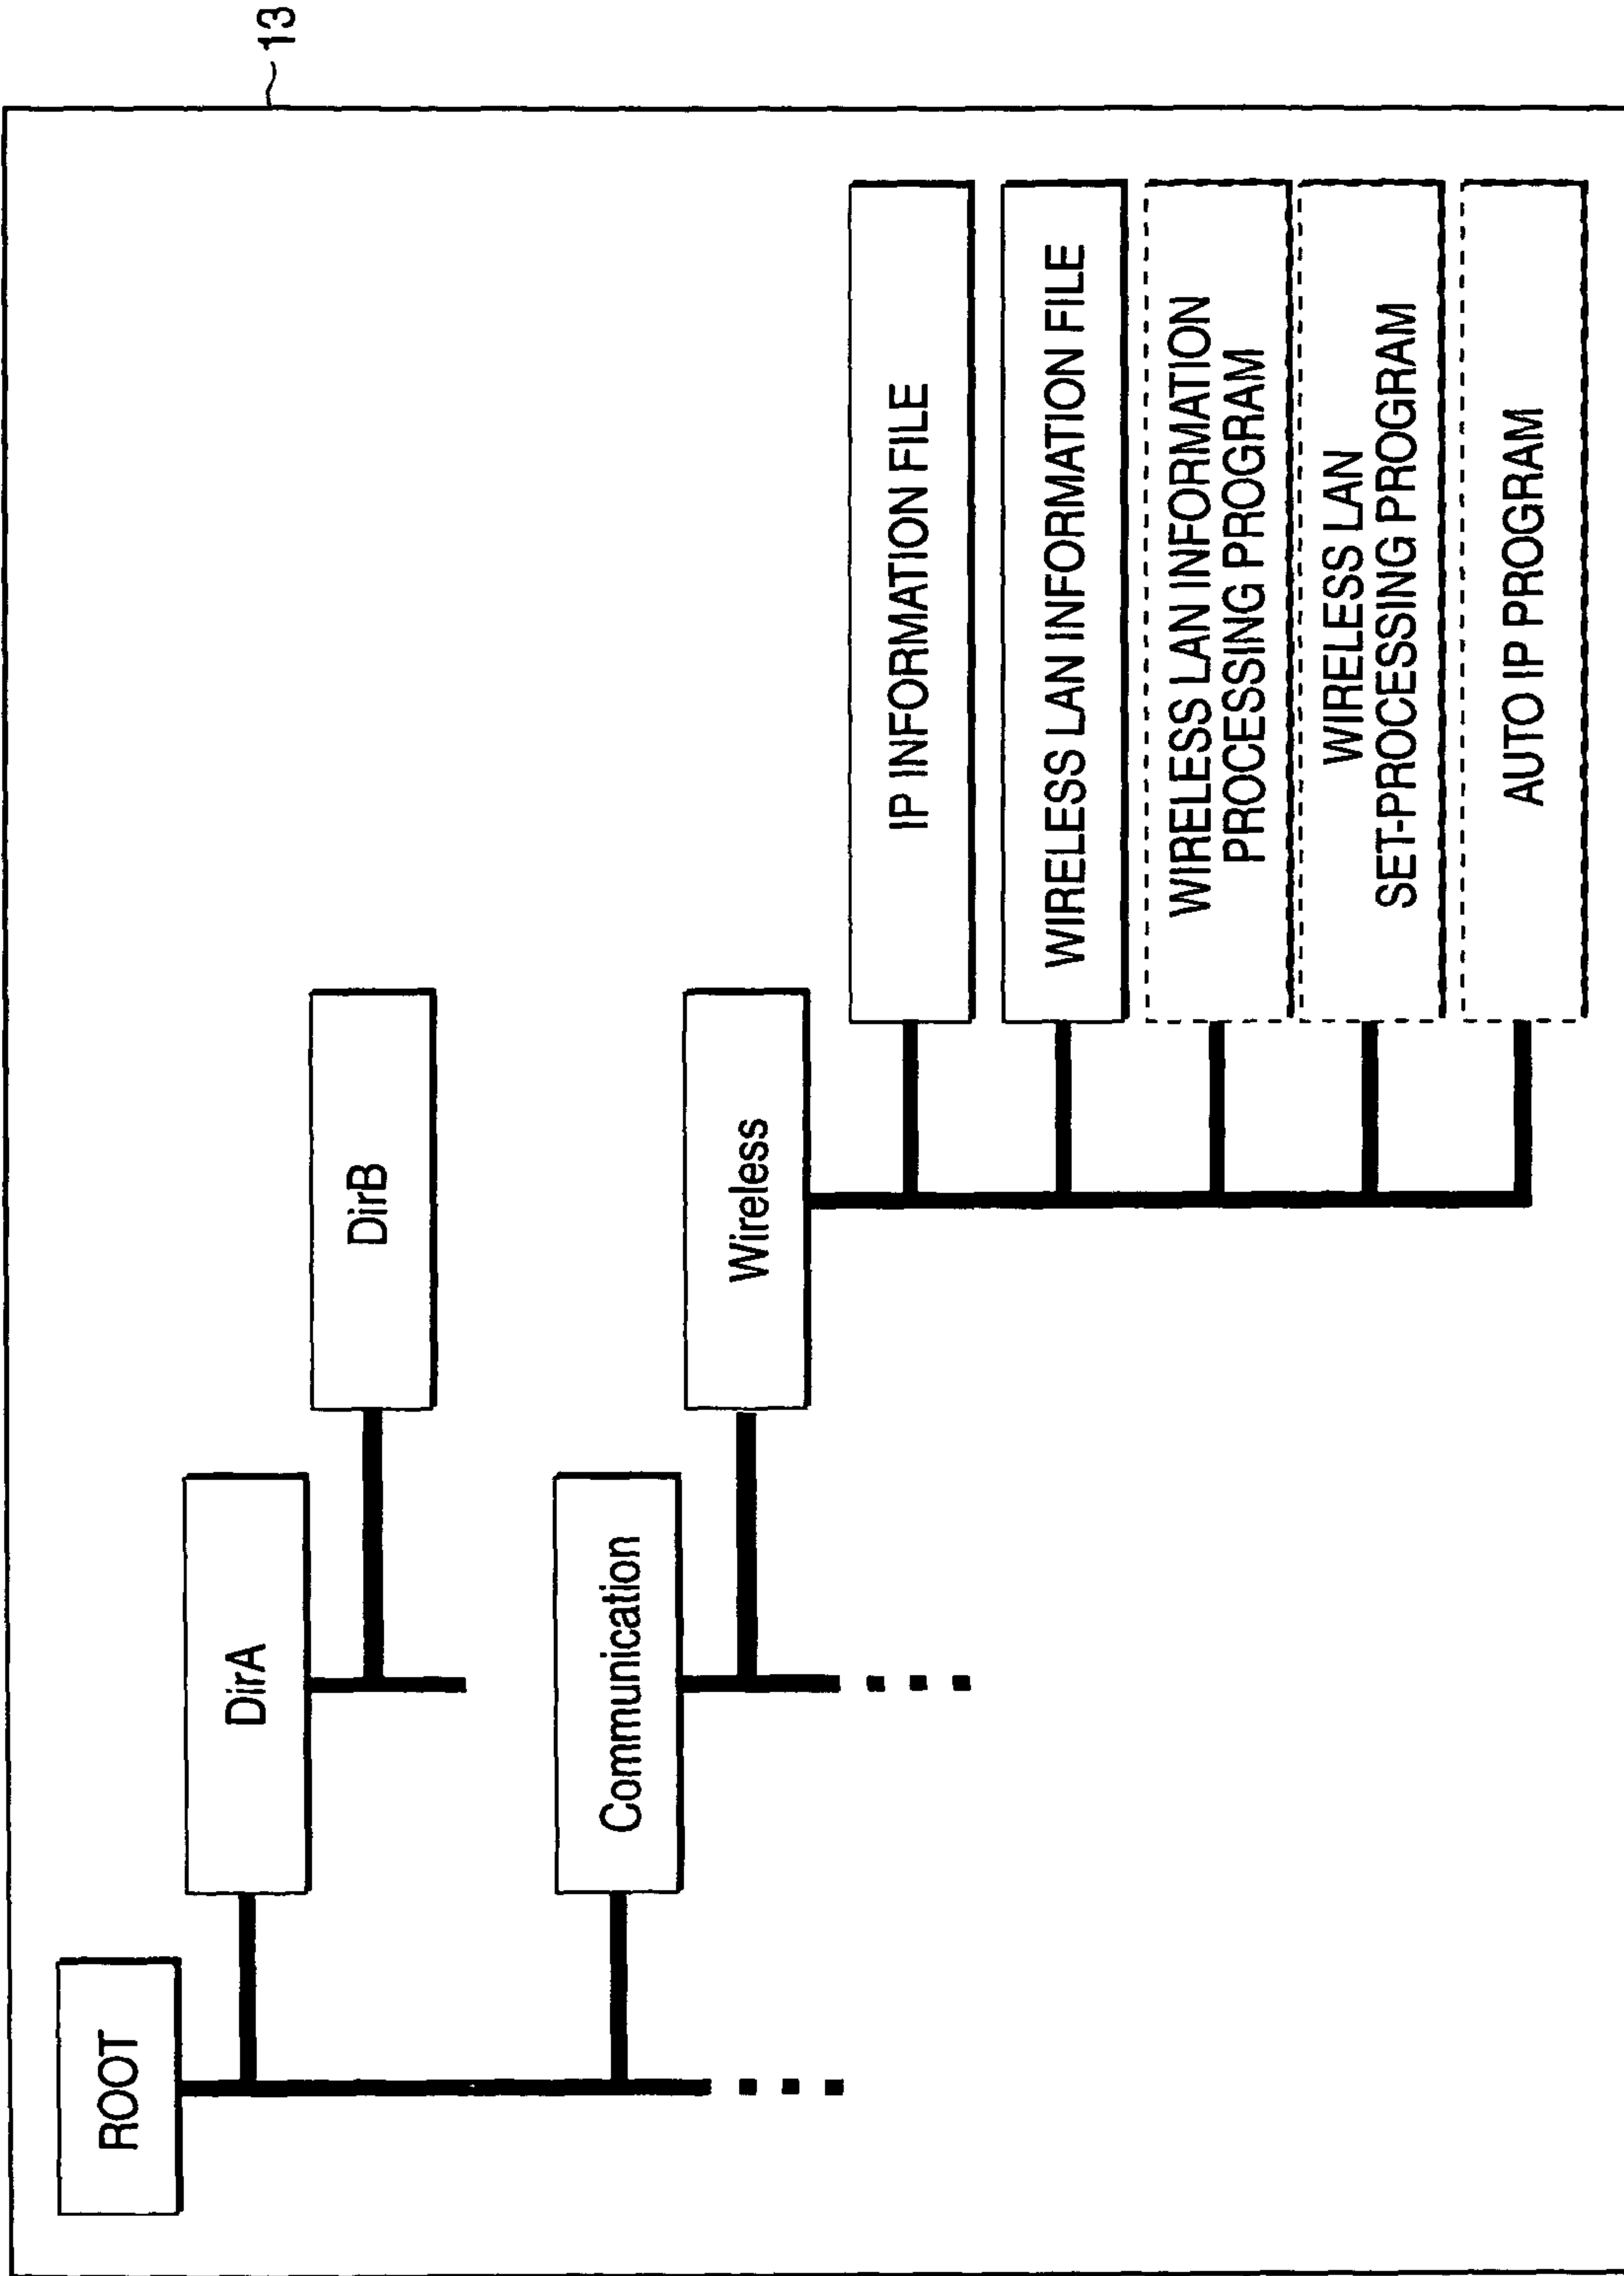 13
ROOT
DirA
DirB
Communication
Wireless
IP INFORMATION FILE
WIRELESS LAN INFORMATION FILE
WIRELESS LAN INFORMATION
PROCESSING PROGRAM
WIRELESS LAN
SET-PROCESSING PROGRAM
AUTO IP PROGRAM